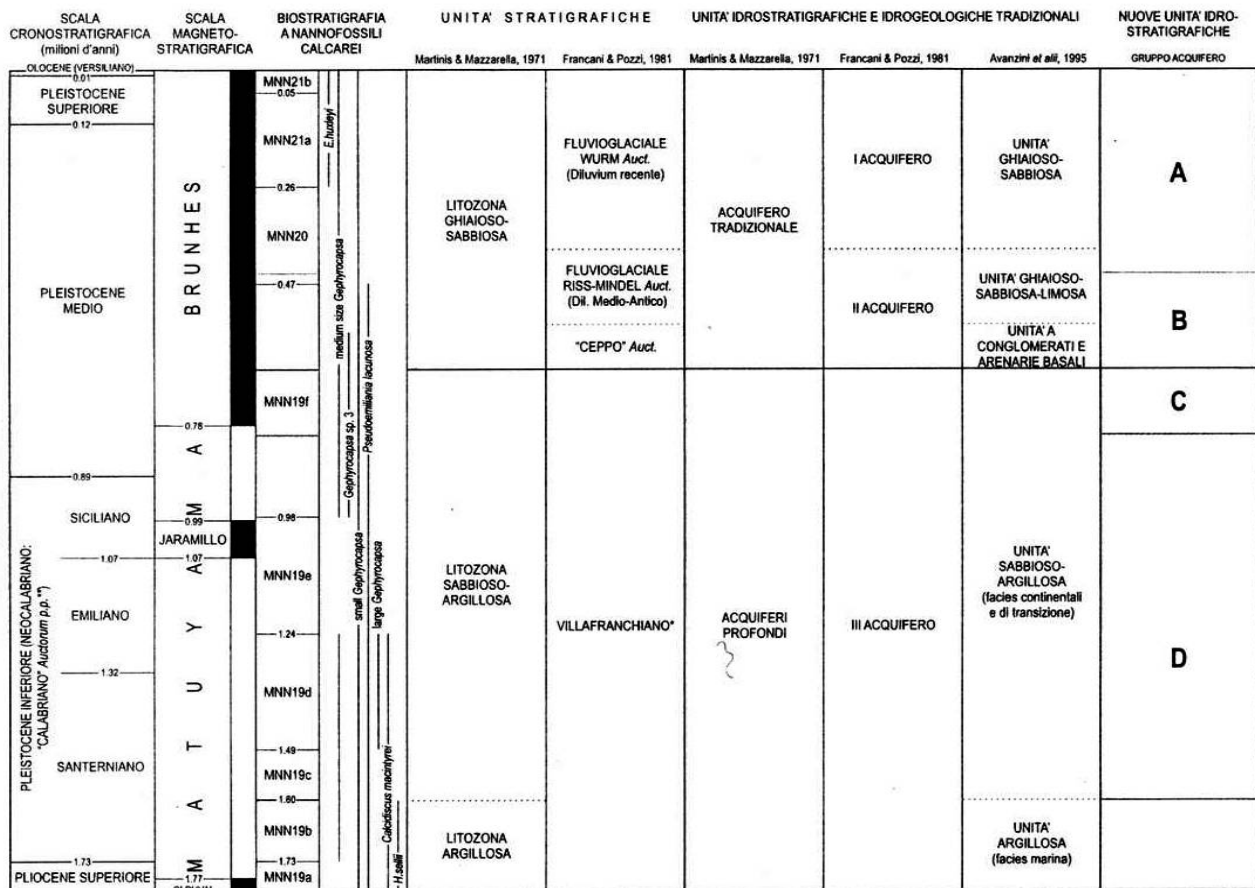 SCALA
CRONOSTRATIGRAFICA
(milioni d'anni)
SCALA
MAGNETO-
STRATIGRAFICA
BIOSTRATIGRAFIA
A NANNOFOSSILI
CALCAREI
UNITA' STRATIGRAFICHE
UNITA' IDROSTRATIGRAFICHE E IDROGEOLOGICHE TRADIZIONALI
NUOVE UNITA' IDRO-
STRATIGRAFICHE
Martinis & Mazzarella, 1971
Francani & Pozzi, 1981
Martinis & Mazzarella, 1971
Francani & Pozzi, 1981
Avanzini et alii, 1995
GRUPPO ACQUIFERO
OLOCENE (VERSILIANO)
0.01
PLEISTOCENE
SUPERIORE
0.12
PLEISTOCENE
MEDIO
0.89
PLEISTOCENE INFERIORE (NEOCALABRIANO:
"CALABRIANO" Auctorum p.p. **)
SICILIANO
1.07
EMILIANO
1.32
SANTERNIANO
1.73
PLIOCENE SUPERIORE
BRUNHES
0.78
MATUYAMA
0.99
JARAMILLO
1.07
1.77
MNN21b
0.05
MNN21a
0.26
MNN20
0.47
MNN19f
0.98
MNN19e
1.24
MNN19d
1.49
MNN19c
1.60
MNN19b
1.73
MNN19a
E.huxleyi
medium size Gephyrocapsa
Gephyrocapsa sp. 3
small Gephyrocapsa
Pseudoemiliania lacunosa
large Gephyrocapsa
Calcidiscus macintyrei
H.sellii
LITOZONA
GHIAIOSO-
SABBIOSA
LITOZONA
SABBIOSO-
ARGILLOSA
LITOZONA
ARGILLOSA
FLUVIOGLACIALE
WURM Auct.
(Diluvium recente)
FLUVIOGLACIALE
RISS-MINDEL Auct.
(Dil. Medio-Antico)
"CEPPO" Auct.
VILLAFRANCHIANO*
ACQUIFERO
TRADIZIONALE
ACQUIFERI
PROFONDI
I ACQUIFERO
II ACQUIFERO
III ACQUIFERO
UNITA'
GHIAIOSO-
SABBIOSA
UNITA' GHIAIOSO-
SABBIOSA-LIMOSA
UNITA' A
CONGLOMERATI E
ARENARIE BASALI
UNITA'
SABBIOSO-
ARGILLOSA
(facies continentali
e di transizione)
UNITA'
ARGILLOSA
(facies marina)
A
B
C
D